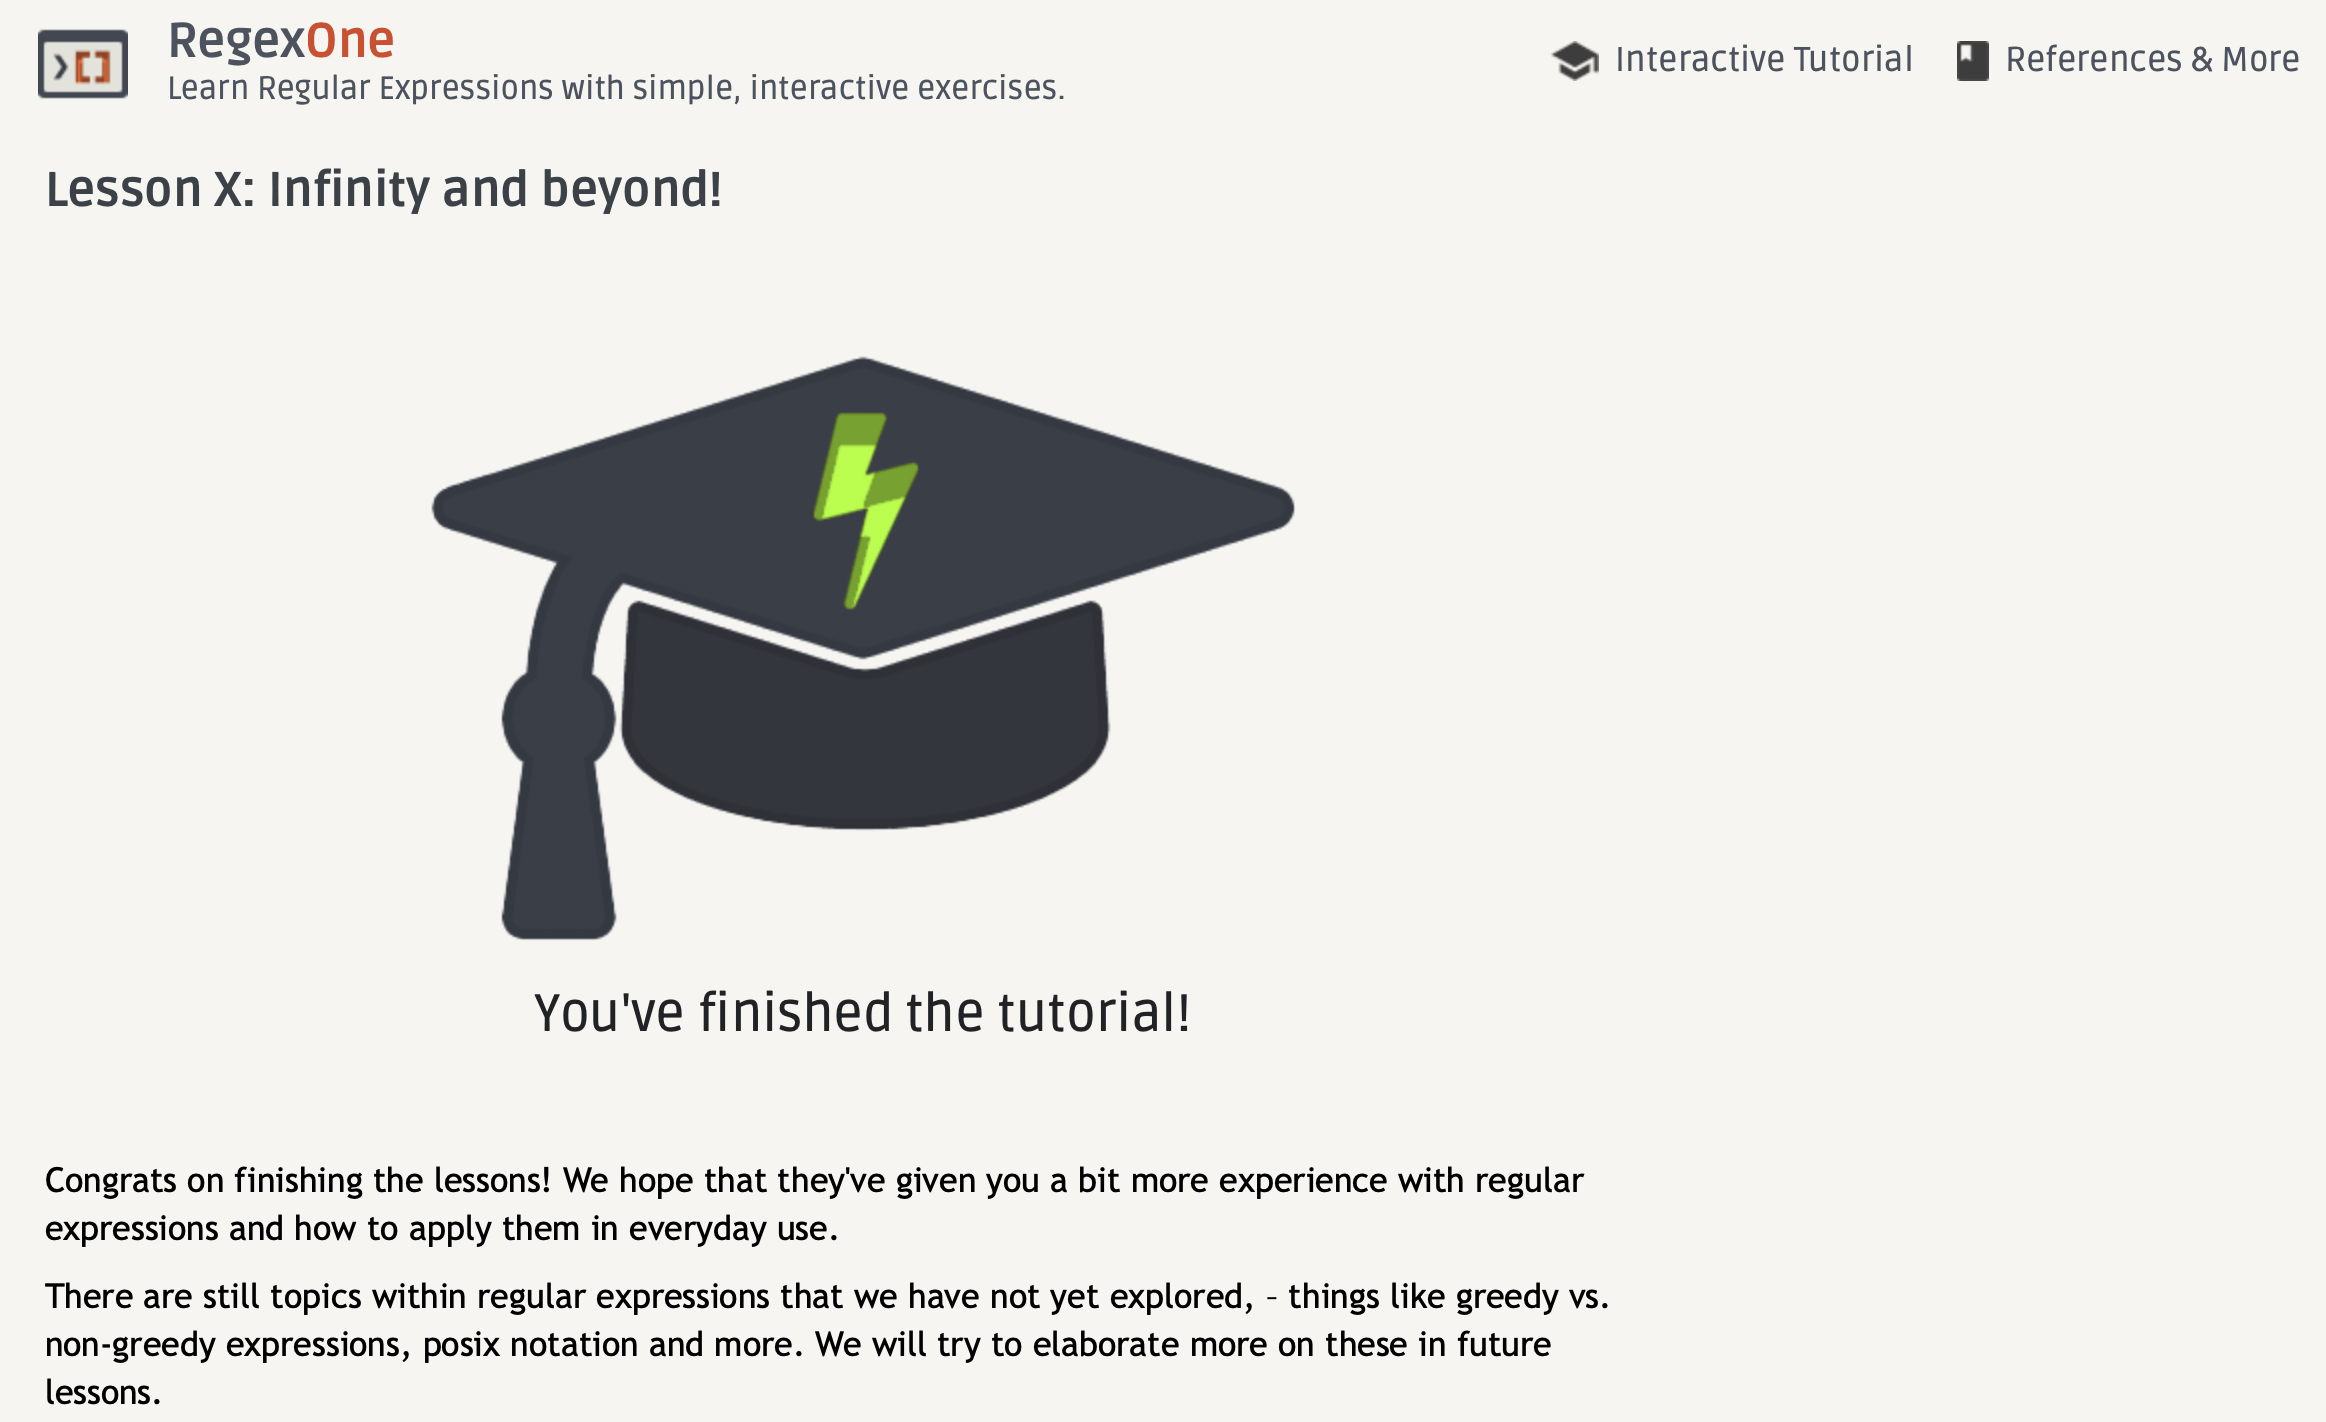 RegexOne
Learn Regular Expressions with simple, interactive exercises.
Interactive Tutorial
References & More
Lesson X: Infinity and beyond!
You've finished the tutorial!
Congrats on finishing the lessons! We hope that they've given you a bit more experience with regular
expressions and how to apply them in everyday use.
There are still topics within regular expressions that we have not yet explored, – things like greedy vs.
non-greedy expressions, posix notation and more. We will try to elaborate more on these in future
lessons.